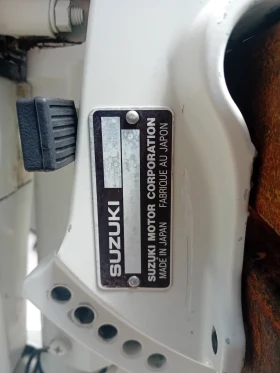 SUZUKI
SUZUKI MOTOR CORPORATION
MADE IN JAPAN FABRIQUE AU JAPON